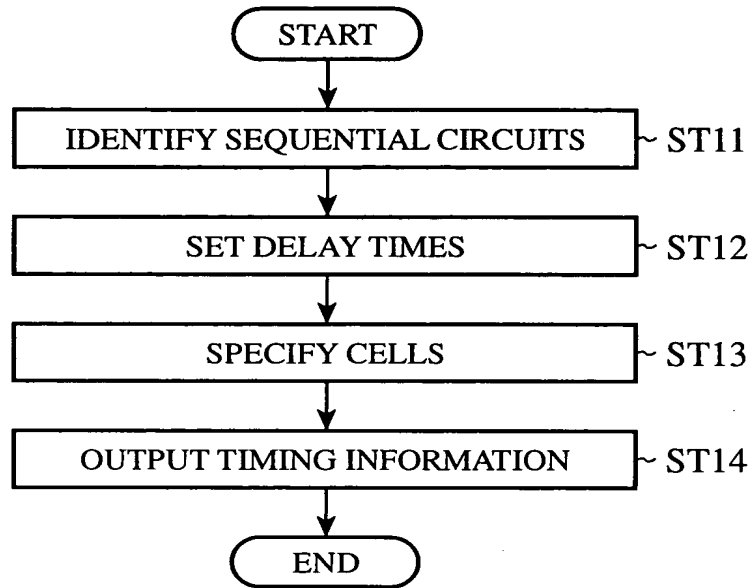 START
IDENTIFY SEQUENTIAL CIRCUITS ~ ST11
SET DELAY TIMES ~ ST12
SPECIFY CELLS ~ ST13
OUTPUT TIMING INFORMATION ~ ST14
END